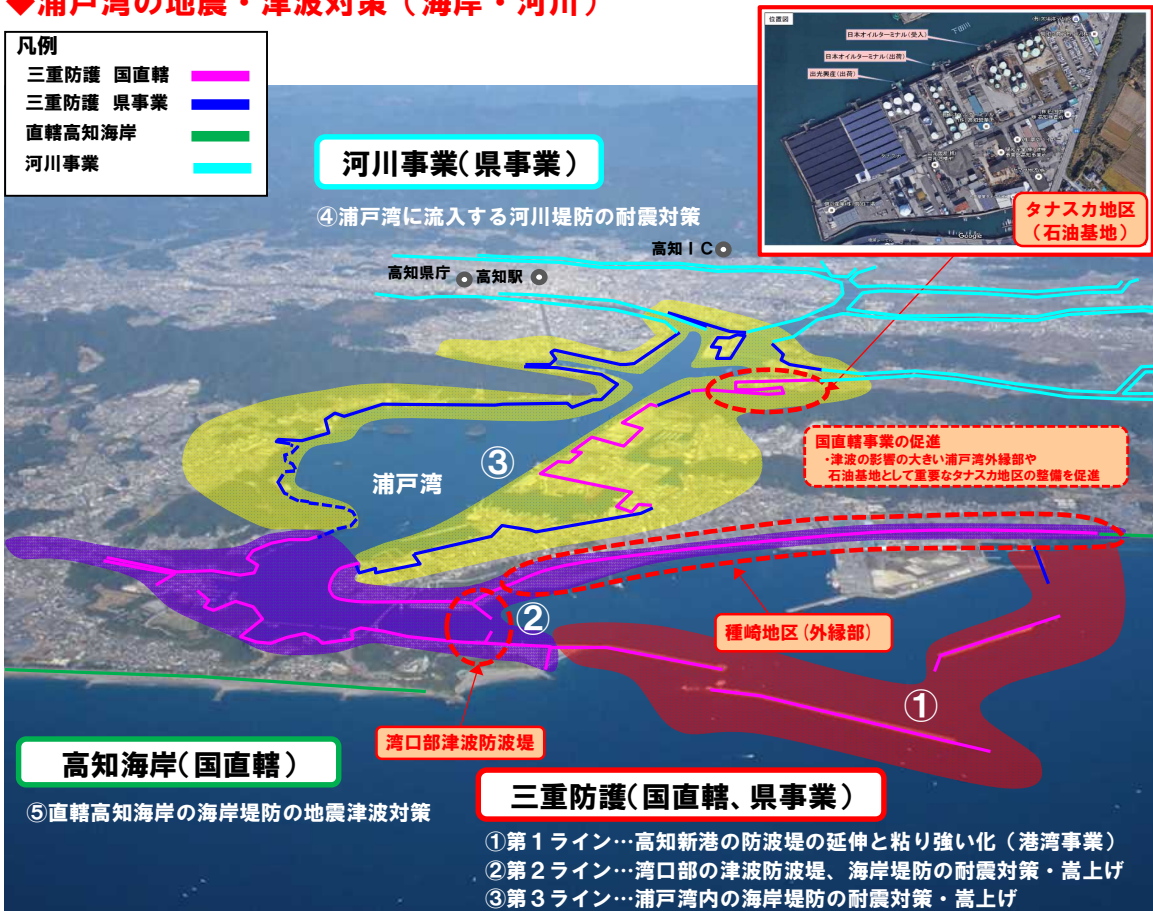 ◆浦戸湾の地震・津波対策（海岸・河川）
凡例
三重防護 国直轄
三重防護 県事業
直轄高知海岸
河川事業
位置図
日本オイルターミナル(受入)
日本オイルターミナル(出荷)
出光興産(出荷)
下田川
Google
タナスカ地区
（石油基地）
河川事業（県事業）
④浦戸湾に流入する河川堤防の耐震対策
高知ＩＣ
高知県庁
高知駅
国直轄事業の促進
・津波の影響の大きい浦戸湾外縁部や
石油基地として重要なタナスカ地区の整備を促進
③
浦戸湾
②
種崎地区(外縁部)
①
湾口部津波防波堤
高知海岸（国直轄）
⑤直轄高知海岸の海岸堤防の地震津波対策
三重防護（国直轄、県事業）
①第１ライン…高知新港の防波堤の延伸と粘り強い化（港湾事業）
②第２ライン…湾口部の津波防波堤、海岸堤防の耐震対策・嵩上げ
③第３ライン…浦戸湾内の海岸堤防の耐震対策・嵩上げ